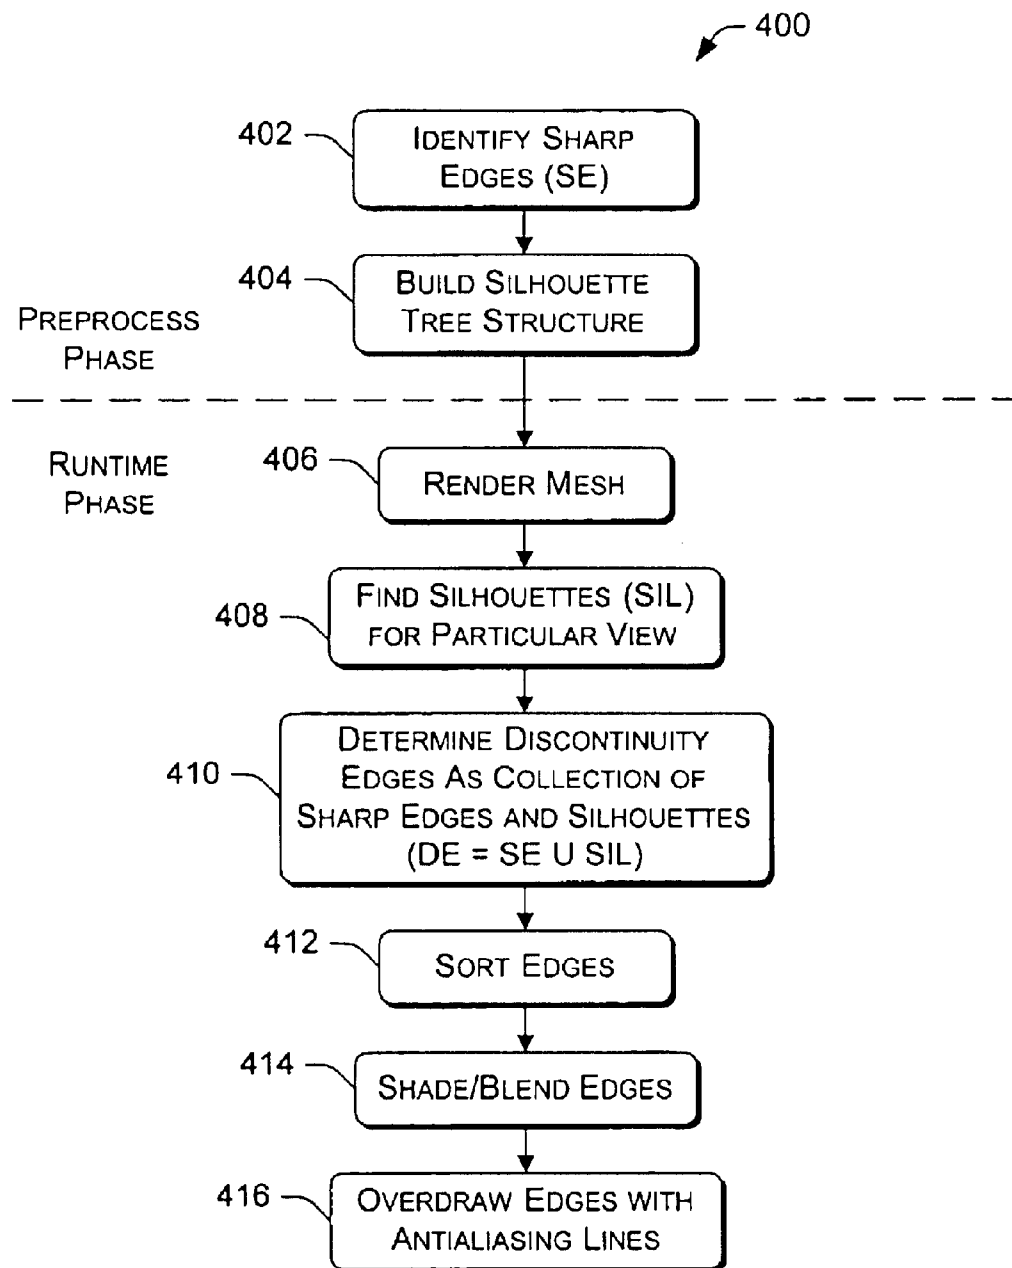 400
402
IDENTIFY SHARP
EDGES (SE)
404
BUILD SILHOUETTE
TREE STRUCTURE
PREPROCESS
PHASE
RUNTIME
PHASE
406
RENDER MESH
408
FIND SILHOUETTES (SIL)
FOR PARTICULAR VIEW
410
DETERMINE DISCONTINUITY
EDGES AS COLLECTION OF
SHARP EDGES AND SILHOUETTES
(DE = SE U SIL)
412
SORT EDGES
414
SHADE/BLEND EDGES
416
OVERDRAW EDGES WITH
ANTIALIASING LINES